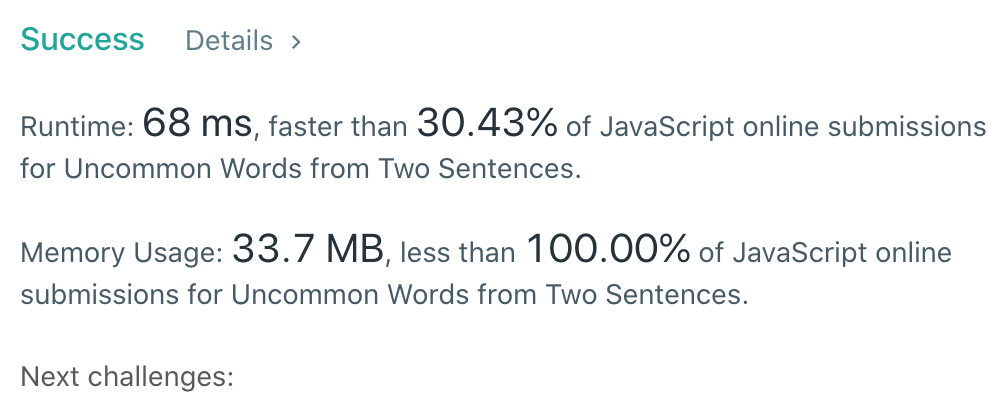 Success Details >
Runtime: 68 ms, faster than 30.43% of JavaScript online submissions
for Uncommon Words from Two Sentences.
Memory Usage: 33.7 MB, less than 100.00% of JavaScript online
submissions for Uncommon Words from Two Sentences.
Next challenges: